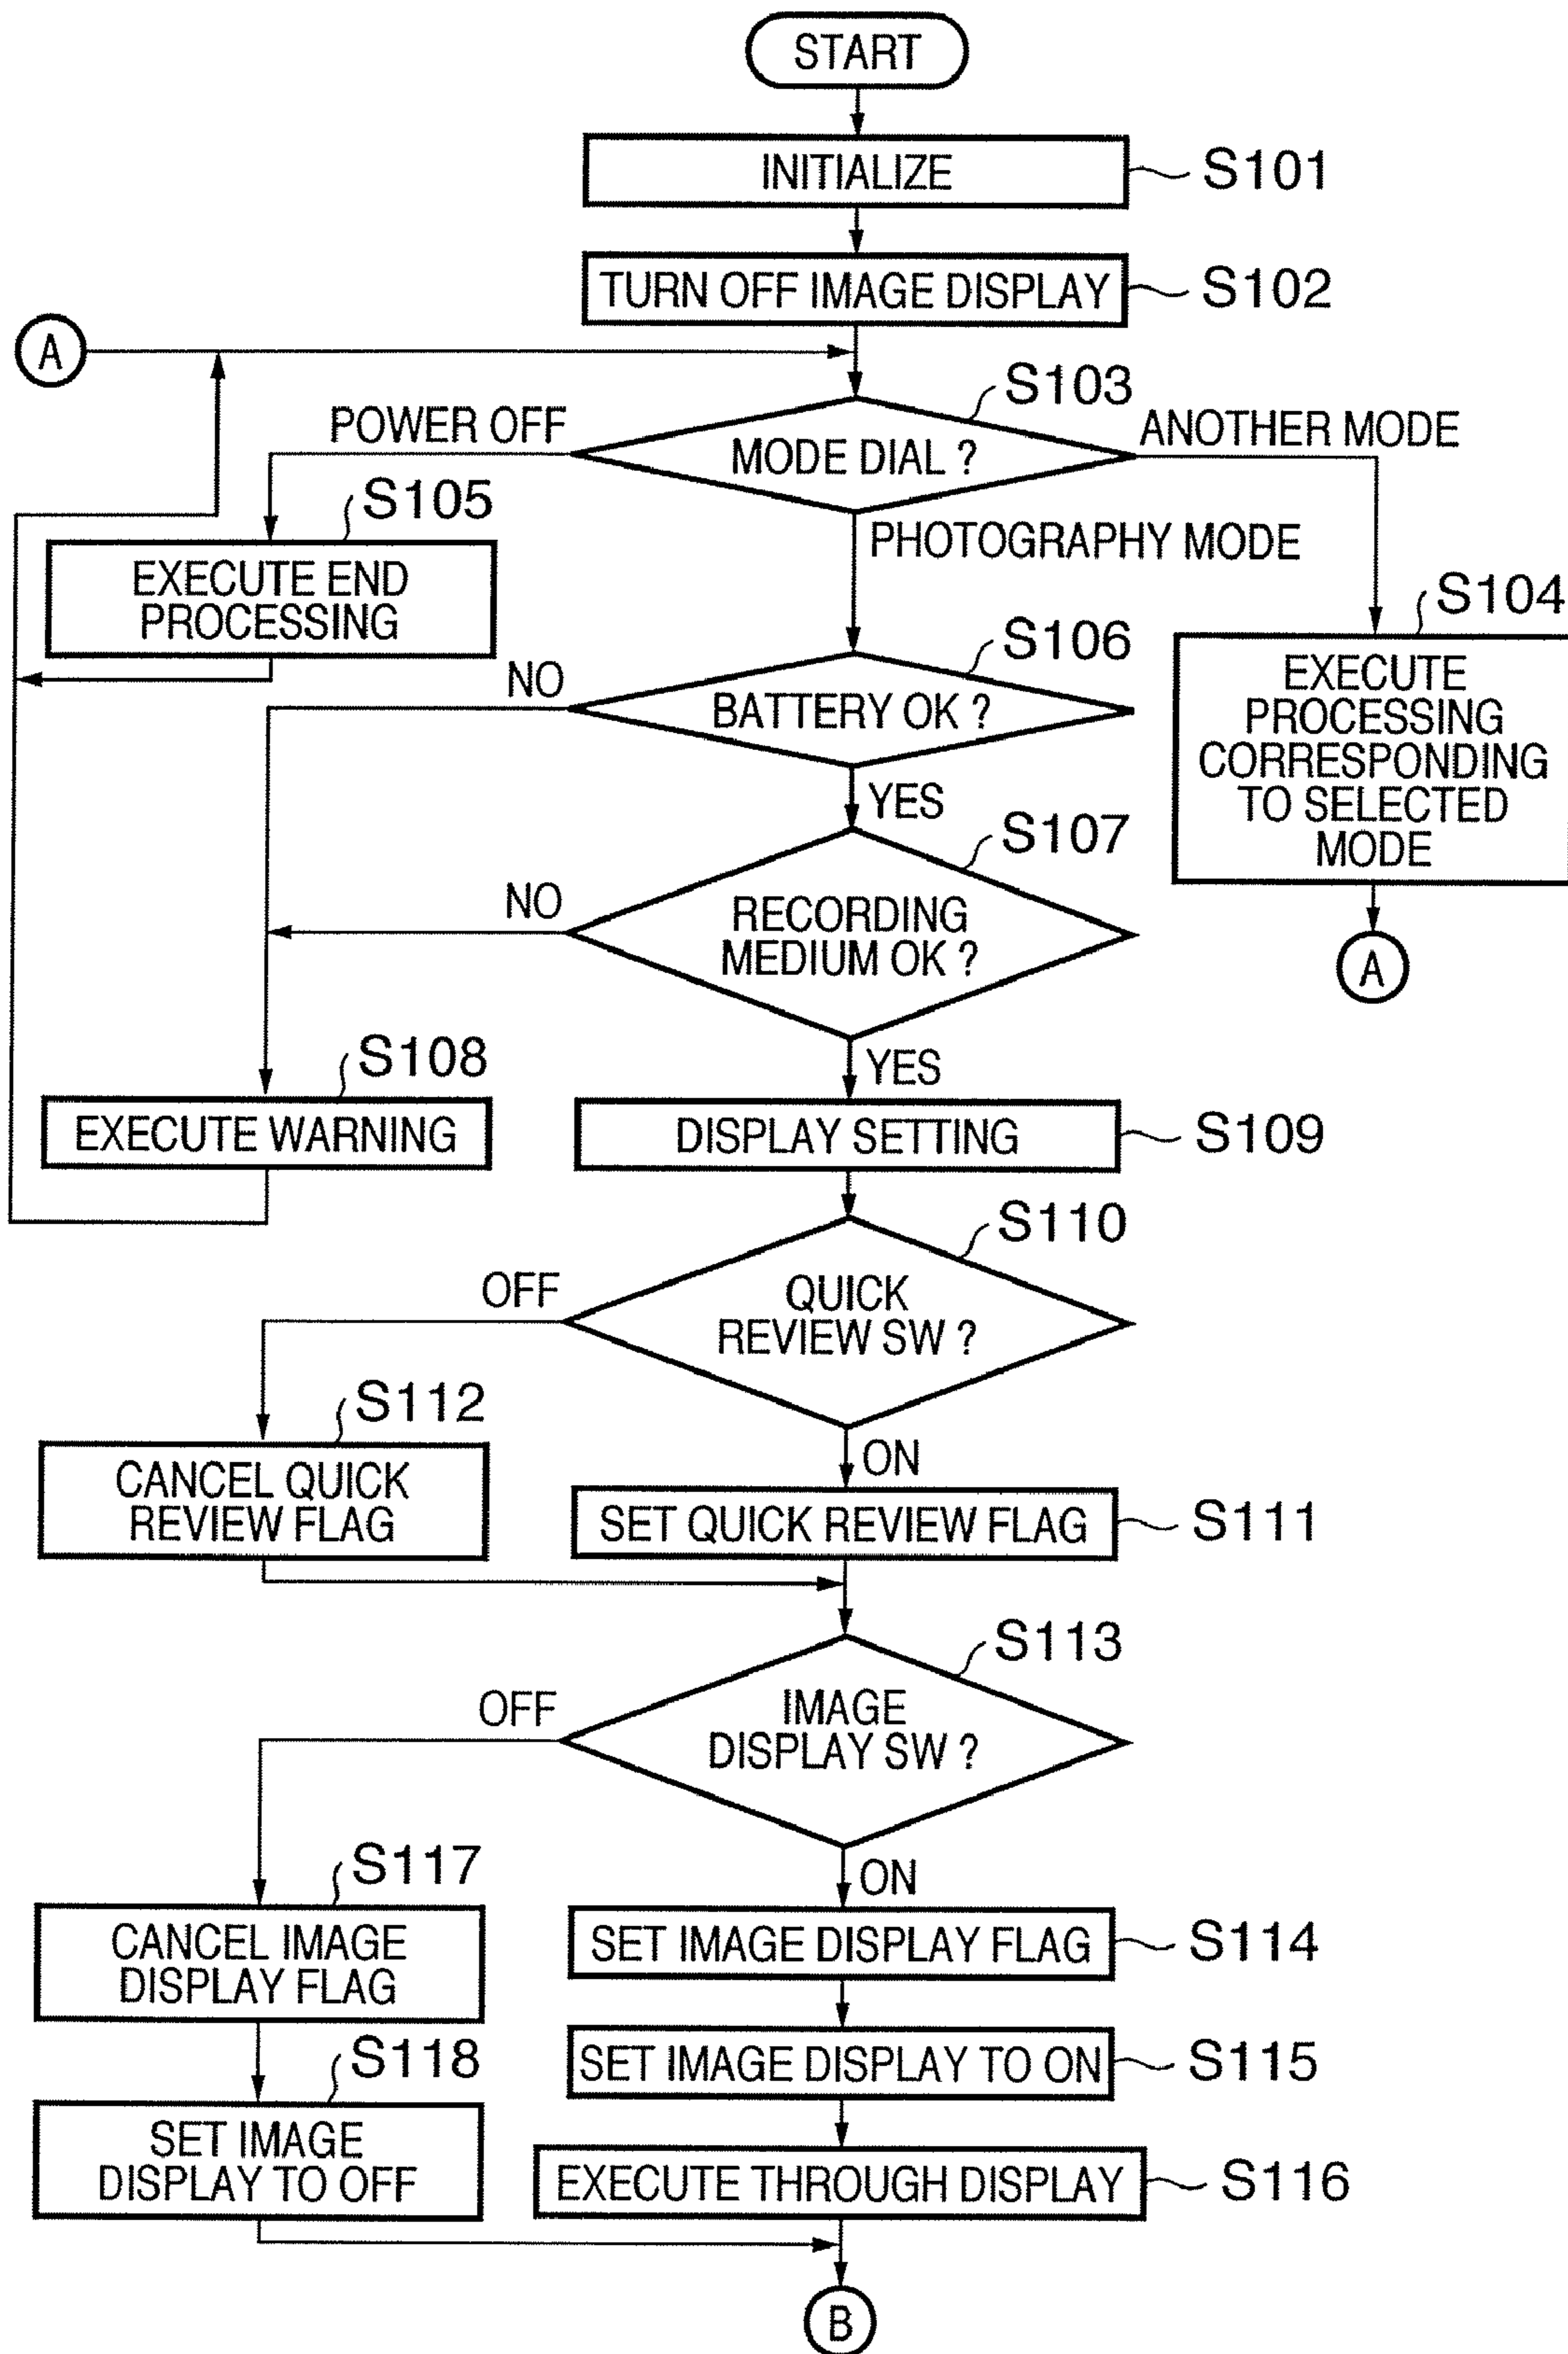 START
INITIALIZE
S101
TURN OFF IMAGE DISPLAY
S102
A
S103
POWER OFF
MODE DIAL ?
ANOTHER MODE
S105
PHOTOGRAPHY MODE
EXECUTE END
PROCESSING
S104
EXECUTE
PROCESSING
CORRESPONDING
TO SELECTED
MODE
A
S106
NO
BATTERY OK ?
YES
S107
NO
RECORDING
MEDIUM OK ?
YES
S108
EXECUTE WARNING
DISPLAY SETTING
S109
S110
OFF
QUICK
REVIEW SW ?
ON
S112
CANCEL QUICK
REVIEW FLAG
SET QUICK REVIEW FLAG
S111
S113
OFF
IMAGE
DISPLAY SW ?
ON
S117
CANCEL IMAGE
DISPLAY FLAG
SET IMAGE DISPLAY FLAG
S114
S118
SET IMAGE
DISPLAY TO OFF
SET IMAGE DISPLAY TO ON
S115
EXECUTE THROUGH DISPLAY
S116
B